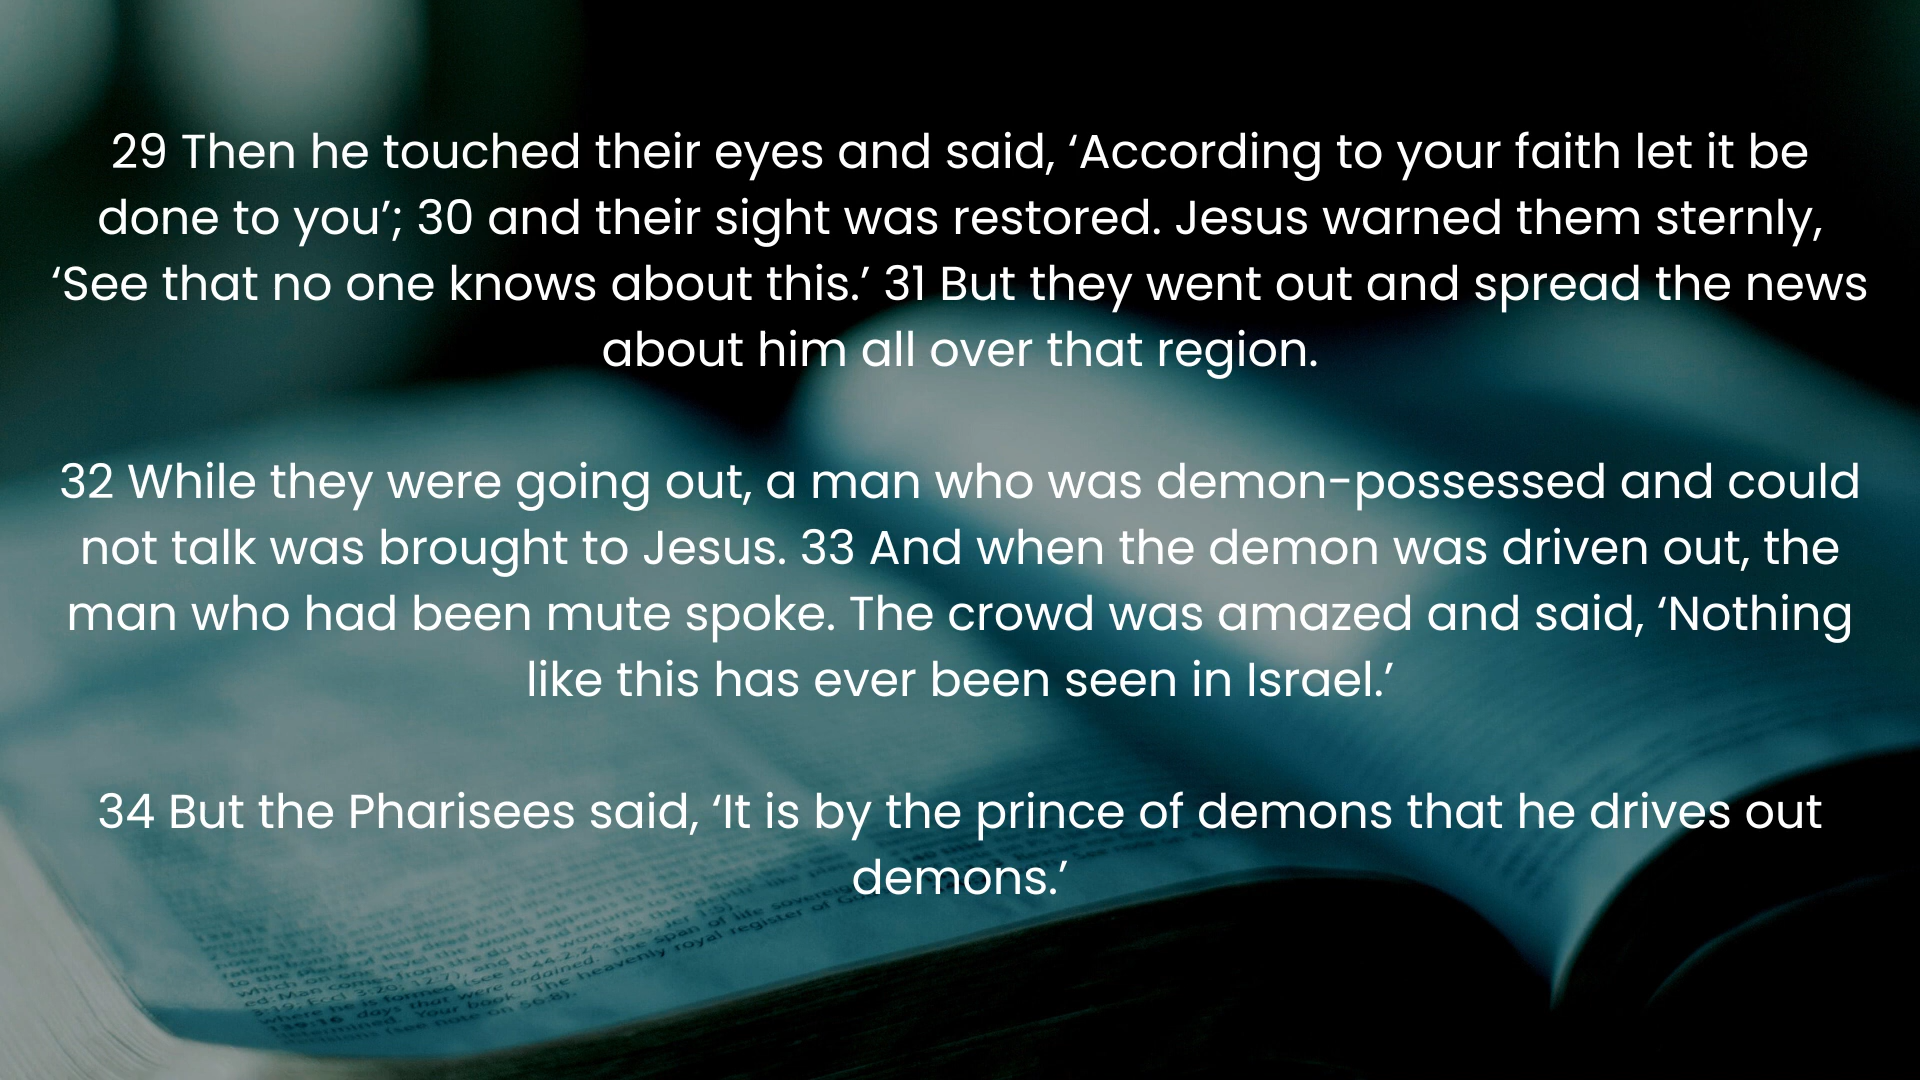 29 Then he touched their eyes and said, ‘According to your faith let it be
done to you’; 30 and their sight was restored. Jesus warned them sternly,
‘See that no one knows about this.’ 31 But they went out and spread the news
about him all over that region.
32 While they were going out, a man who was demon-possessed and could
not talk was brought to Jesus. 33 And when the demon was driven out, the
man who had been mute spoke. The crowd was amazed and said, ‘Nothing
like this has ever been seen in Israel.’
34 But the Pharisees said, ‘It is by the prince of demons that he drives out
demons.’